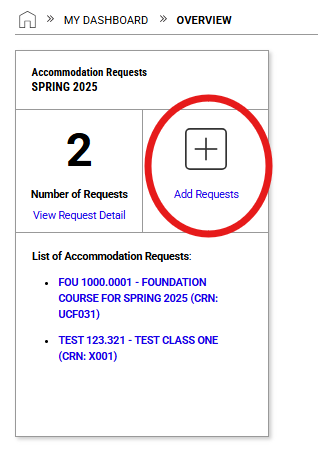 MY DASHBOARD » OVERVIEW
Accommodation Requests
SPRING 2025
2
Number of Requests
View Request Detail
Add Requests
List of Accommodation Requests:
• FOU 1000.0001 - FOUNDATION
COURSE FOR SPRING 2025 (CRN:
UCF031)
• TEST 123.321 - TEST CLASS ONE
(CRN: X001)